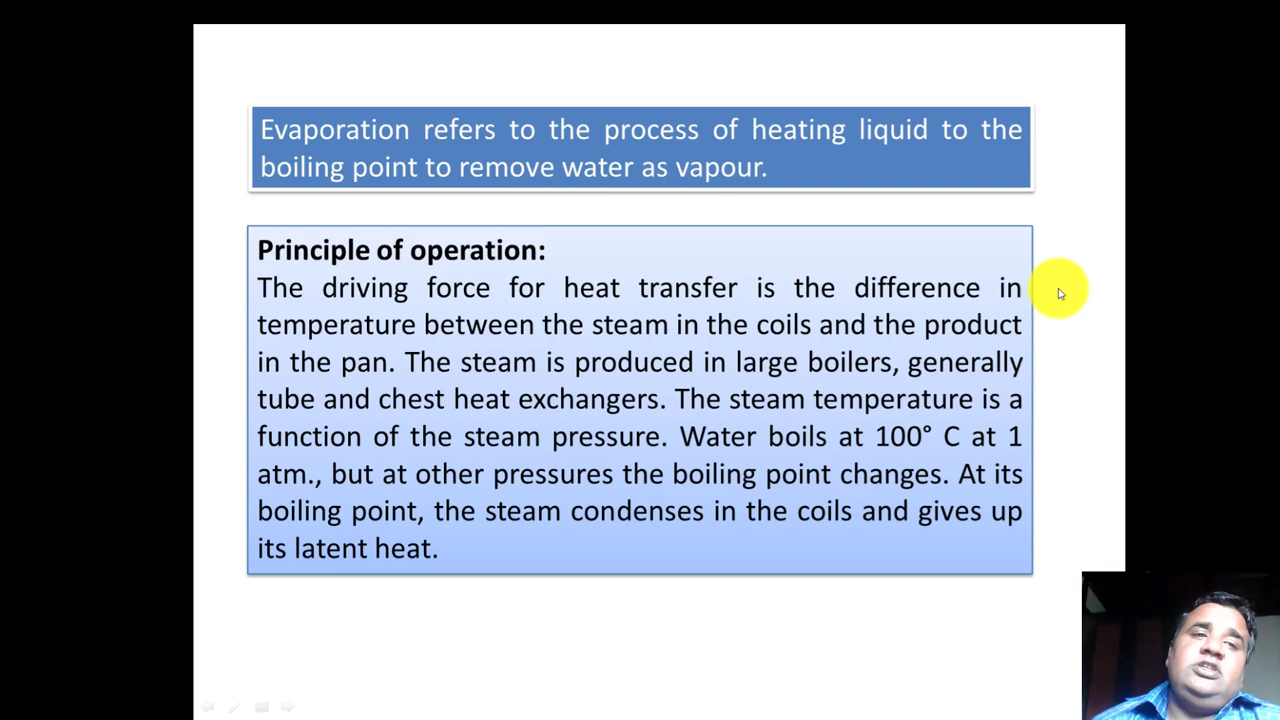 Evaporation refers to the process of heating liquid to the
boiling point to remove water as vapour.
Principle of operation:
The driving force for heat transfer is the difference in
temperature between the steam in the coils and the product
in the pan. The steam is produced in large boilers, generally
tube and chest heat exchangers. The steam temperature is a
function of the steam pressure. Water boils at 100° C at 1
atm., but at other pressures the boiling point changes. At its
boiling point, the steam condenses in the coils and gives up
its latent heat.